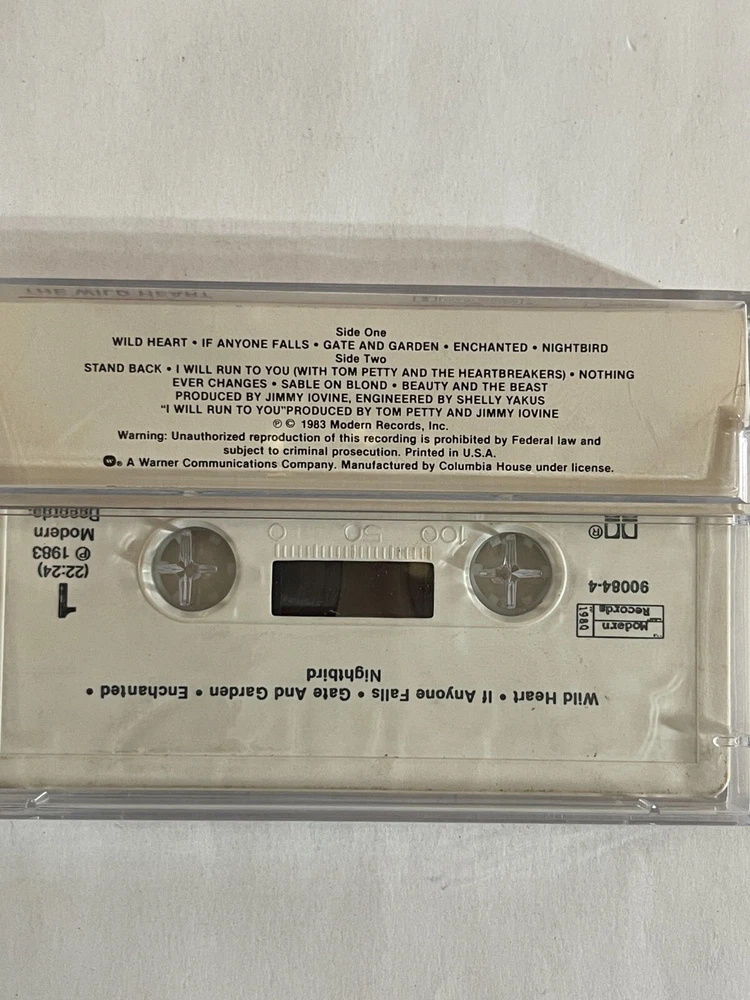 THE WILD HEART
Side One
WILD HEART • IF ANYONE FALLS • GATE AND GARDEN • ENCHANTED • NIGHTBIRD
Side Two
STAND BACK • I WILL RUN TO YOU (WITH TOM PETTY AND THE HEARTBREAKERS) • NOTHING
EVER CHANGES • SABLE ON BLOND • BEAUTY AND THE BEAST
PRODUCED BY JIMMY IOVINE, ENGINEERED BY SHELLY YAKUS
“I WILL RUN TO YOU”PRODUCED BY TOM PETTY AND JIMMY IOVINE
℗ © 1983 Modern Records, Inc.
Warning: Unauthorized reproduction of this recording is prohibited by Federal law and
subject to criminal prosecution. Printed in U.S.A.
® A Warner Communications Company. Manufactured by Columbia House under license.
Wild Heart • If Anyone Falls • Gate And Garden • Enchanted •
Nightbird
Modern
Records
1980
90084-4
®
1
(22:24)
℗ 1983
Modern
Records.
100 50 0